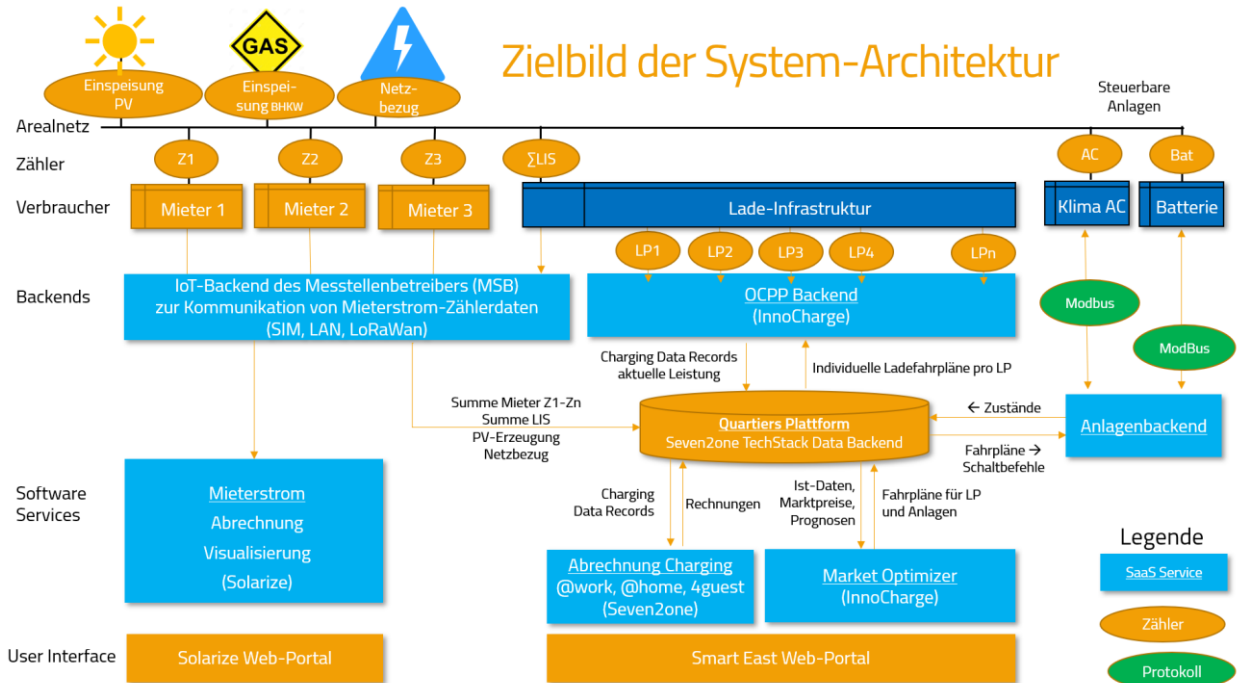 Zielbild der System-Architektur
GAS
Einspeisung
PV
Einspei-
sung BHKW
Netz-
bezug
Steuerbare
Anlagen
Arealnetz
Zähler
Z1
Z2
Z3
∑LIS
AC
Bat
Verbraucher
Mieter 1
Mieter 2
Mieter 3
Lade-Infrastruktur
Klima AC
Batterie
LP1
LP2
LP3
LP4
LPn
Backends
IoT-Backend des Messtellenbetreibers (MSB)
zur Kommunikation von Mieterstrom-Zählerdaten
(SIM, LAN, LoRaWan)
OCPP Backend
(InnoCharge)
Modbus
ModBus
Charging Data Records
aktuelle Leistung
Individuelle Ladefahrpläne pro LP
Summe Mieter Z1-Zn
Summe LIS
PV-Erzeugung
Netzbezug
Quartiers Plattform
Seven2one TechStack Data Backend
← Zustände
Fahrpläne →
Schaltbefehle
Anlagenbackend
Software
Services
Mieterstrom
Abrechnung
Visualisierung
(Solarize)
Charging
Data Records
Rechnungen
Ist-Daten,
Marktpreise,
Prognosen
Fahrpläne für LP
und Anlagen
Abrechnung Charging
@work, @home, 4guest
(Seven2one)
Market Optimizer
(InnoCharge)
Legende
SaaS Service
Zähler
Protokoll
User Interface
Solarize Web-Portal
Smart East Web-Portal